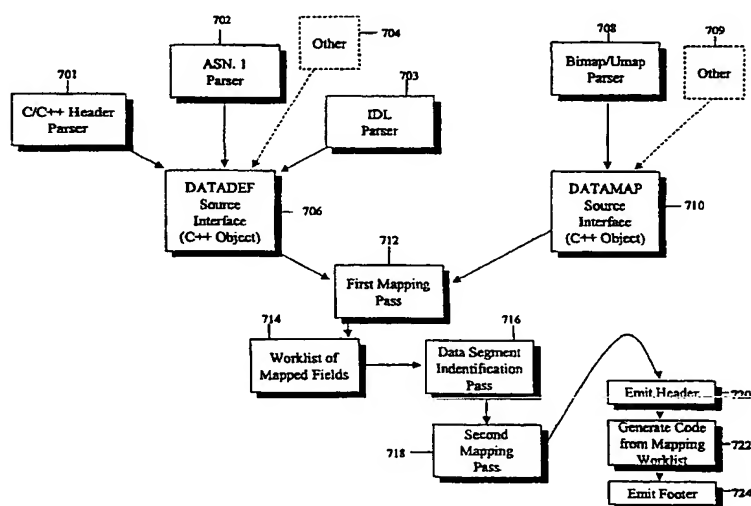 702
704
708
709
701
ASN. 1
Parser
Other
703
Bimap/Umap
Parser
Other
C/C++ Header
Parser
IDL
Parser
DATADEF
Source
Interface
(C++ Object)
706
DATAMAP
Source
Interface
(C++ Object)
710
712
First Mapping
Pass
714
716
Worklist of
Mapped Fields
Data Segment
Indentification
Pass
Emit Header
720
718
Second
Mapping
Pass
Generate Code
from Mapping
Worklist
722
Emit Footer
724